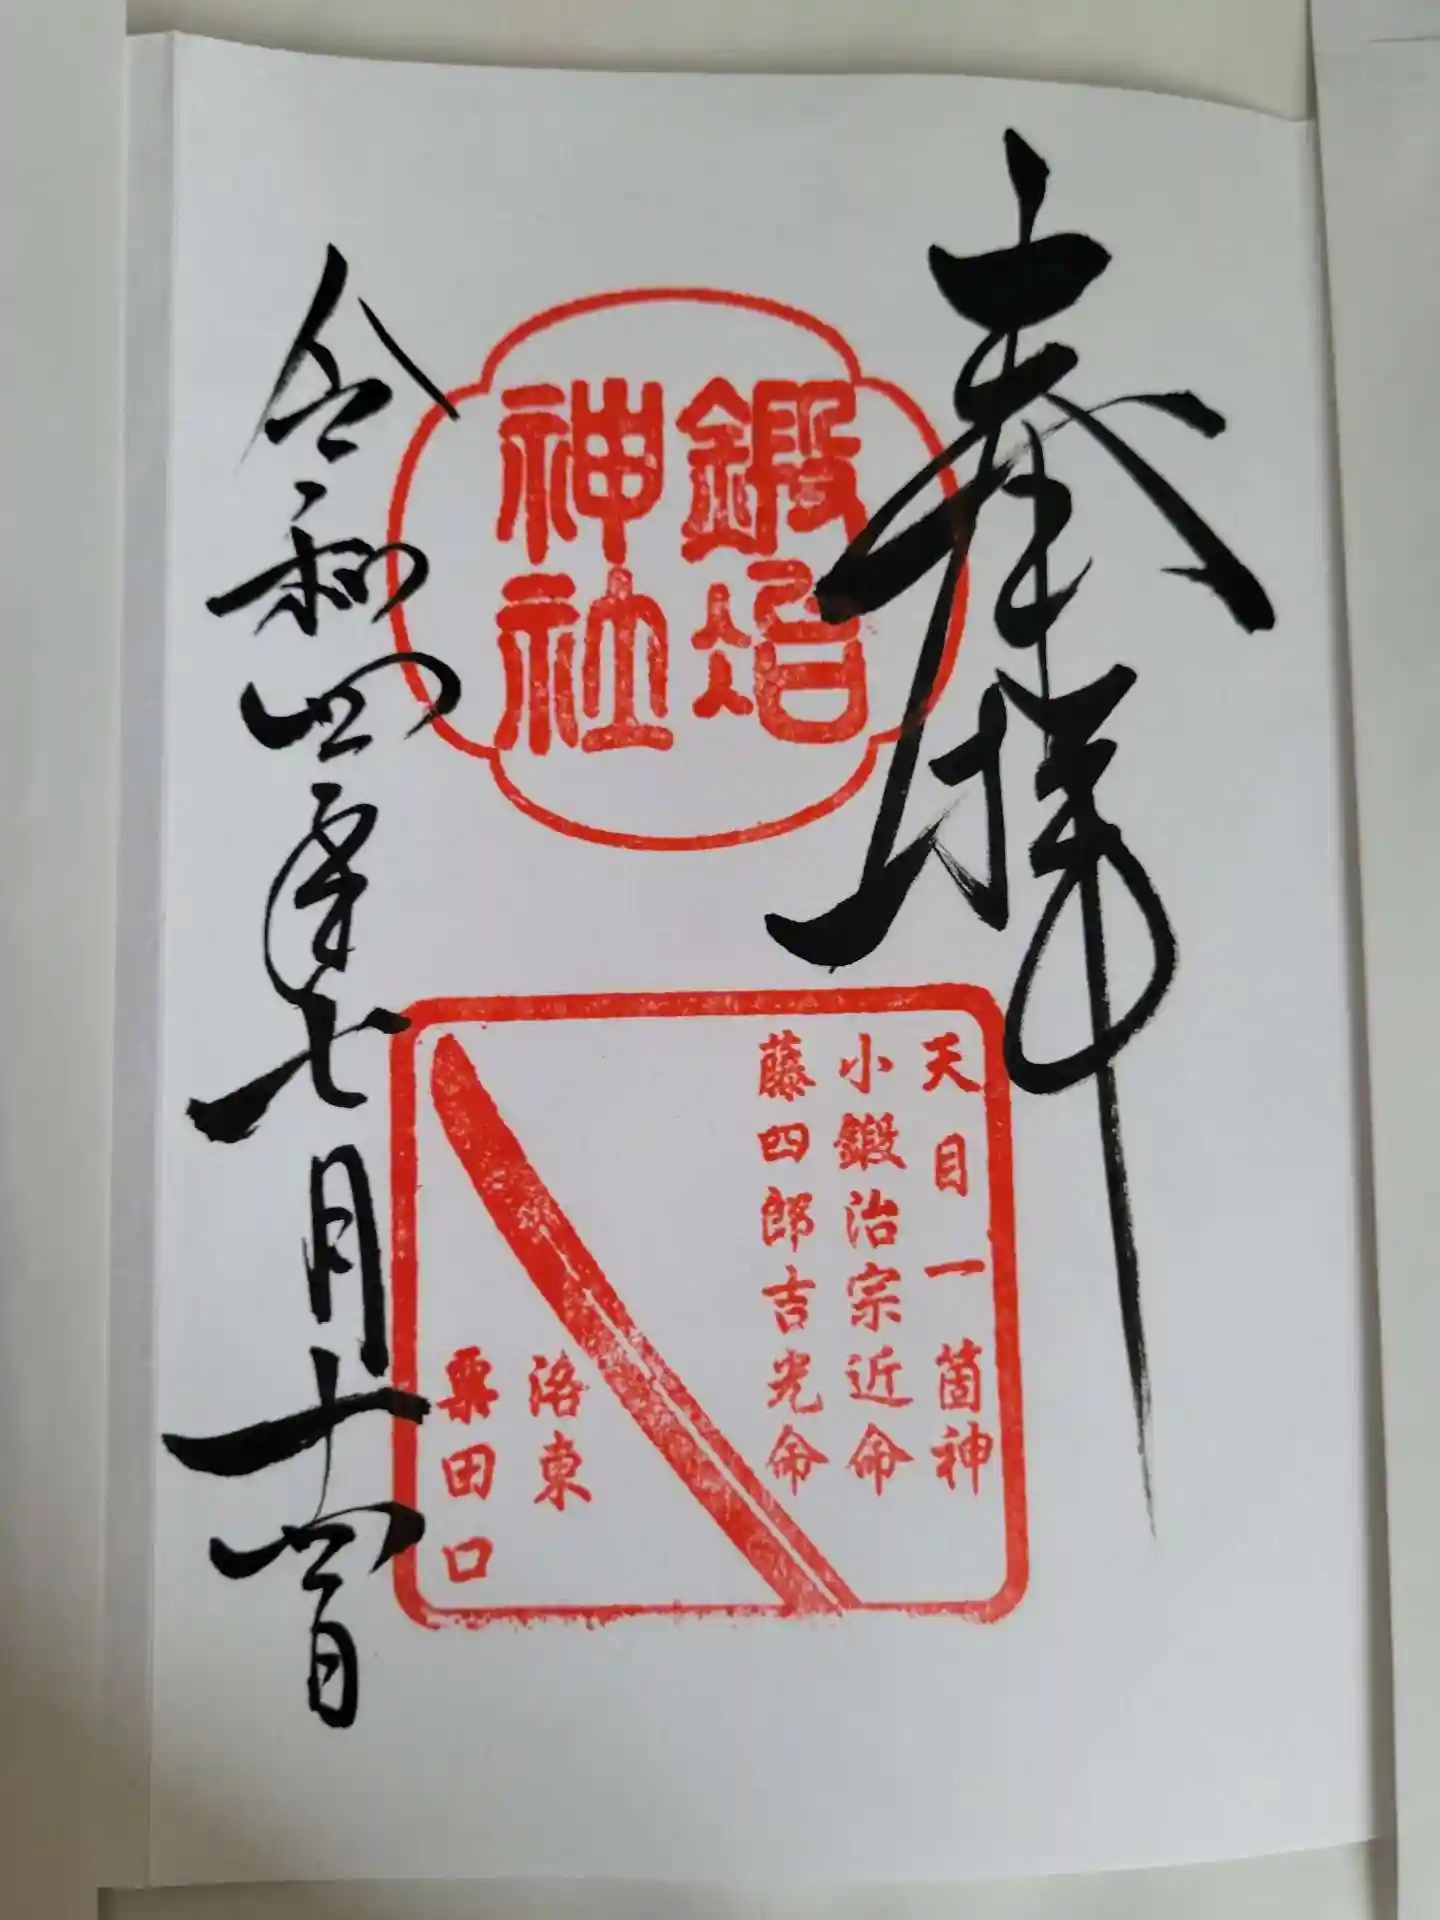 奉拝
鍛冶
神社
天目一箇神
小鍛治宗近命
藤四郎吉光命
洛東
粟田口
令和四年七月十四日